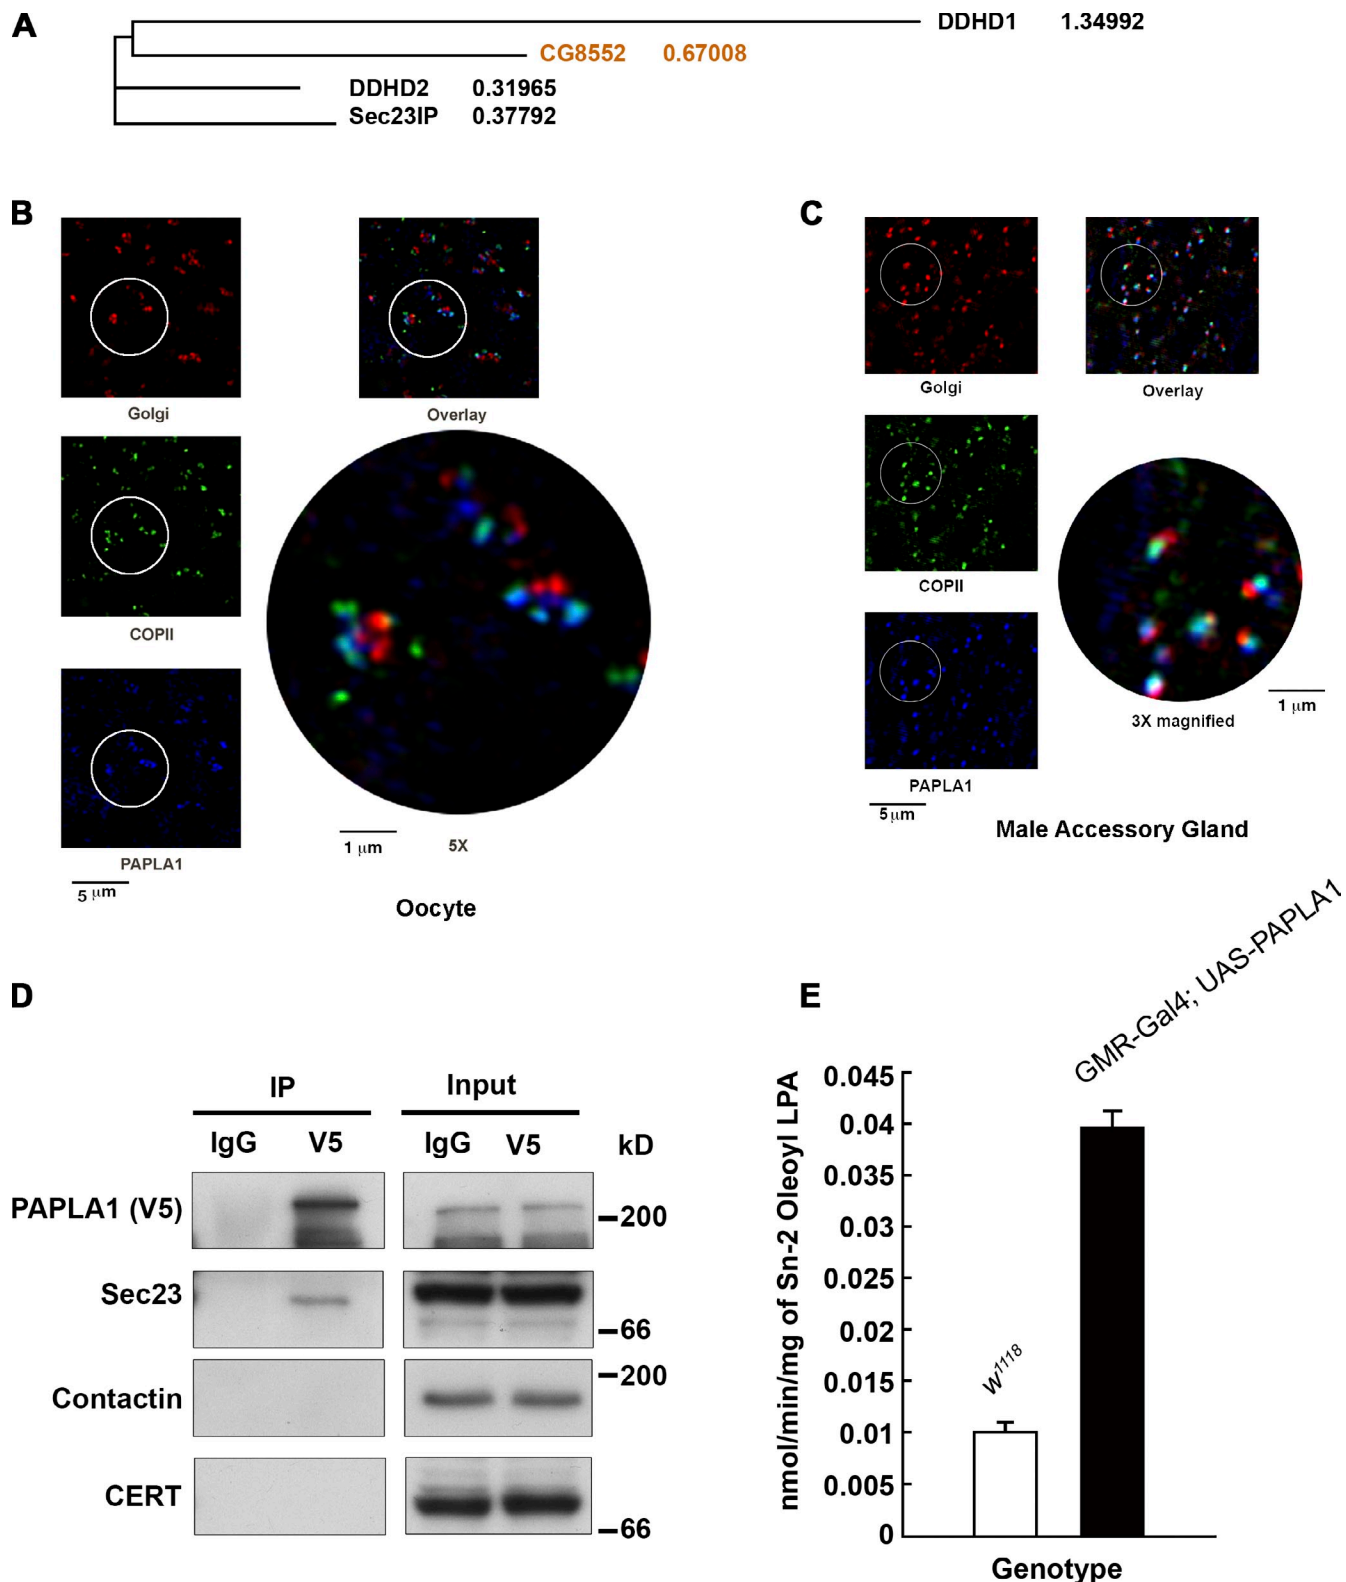 A
DDHD1 1.34992
CG8552 0.67008
DDHD2 0.31965
Sec23IP 0.37792
B
Golgi
Overlay
COPII
PAPLA1
5 μm
1 μm
5X
Oocyte
C
Golgi
Overlay
COPII
PAPLA1
5 μm
3X magnified
1 μm
Male Accessory Gland
D
IP Input
IgG V5 IgG V5 kD
PAPLA1 (V5)
200
Sec23
66
Contactin
200
CERT
66
E
GMR-Gal4; UAS-PAPLA1
w1118
nmol/min/mg of Sn-2 Oleoyl LPA
0.045
0.04
0.035
0.03
0.025
0.02
0.015
0.01
0.005
0
Genotype